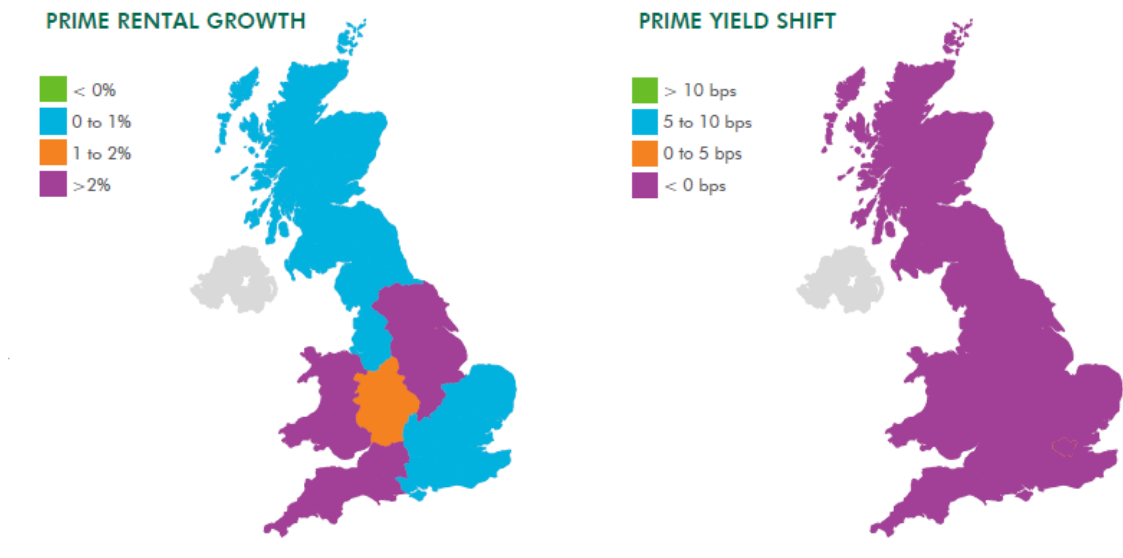 PRIME RENTAL GROWTH
< 0%
0 to 1%
1 to 2%
>2%
PRIME YIELD SHIFT
> 10 bps
5 to 10 bps
0 to 5 bps
< 0 bps